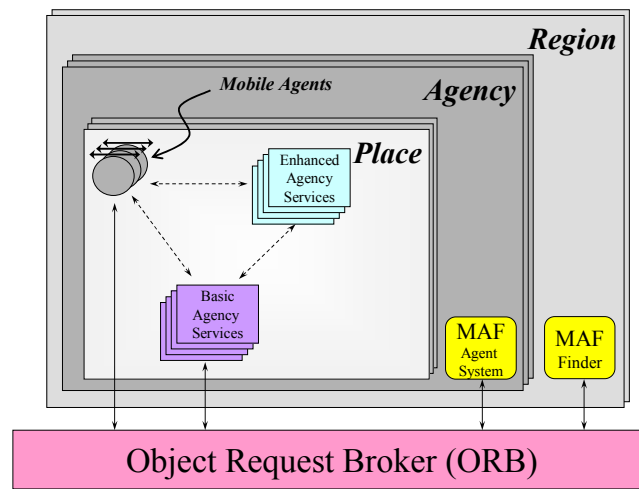 Region
Mobile Agents
Agency
Place
Enhanced
Agency
Services
Basic
Agency
Services
MAF
Agent
System
MAF
Finder
Object Request Broker (ORB)